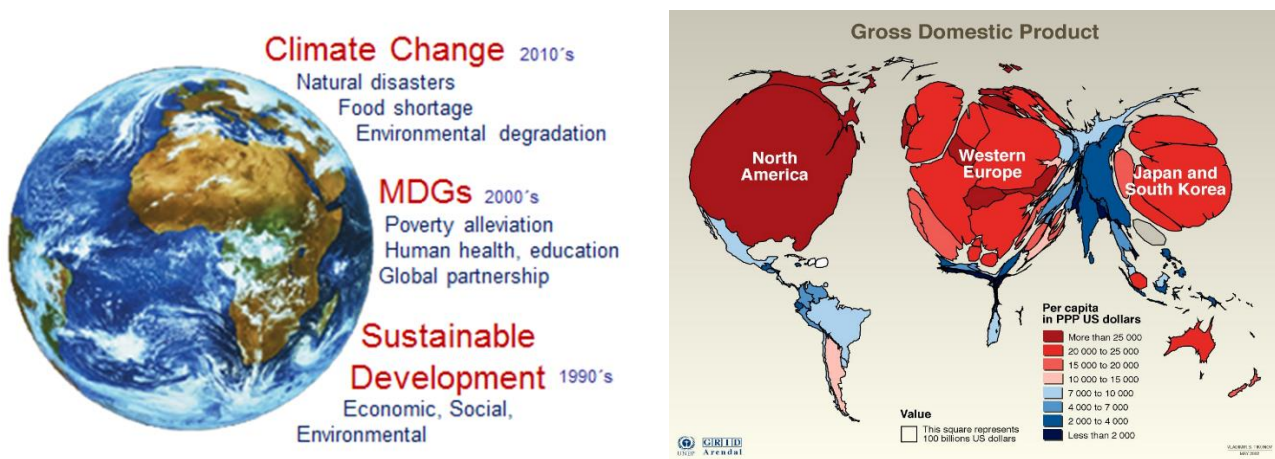 Climate Change 2010´s
Natural disasters
Food shortage
Environmental degradation
MDGs 2000´s
Poverty alleviation
Human health, education
Global partnership
Sustainable
Development 1990´s
Economic, Social,
Environmental
Gross Domestic Product
North
America
Western
Europe
Japan and
South Korea
Per capita
in PPP US dollars
More than 25 000
20 000 to 25 000
15 000 to 20 000
10 000 to 15 000
7 000 to 10 000
4 000 to 7 000
2 000 to 4 000
Less than 2 000
Value
This square represents
100 billions US dollars
UNEP
GRID
Arendal